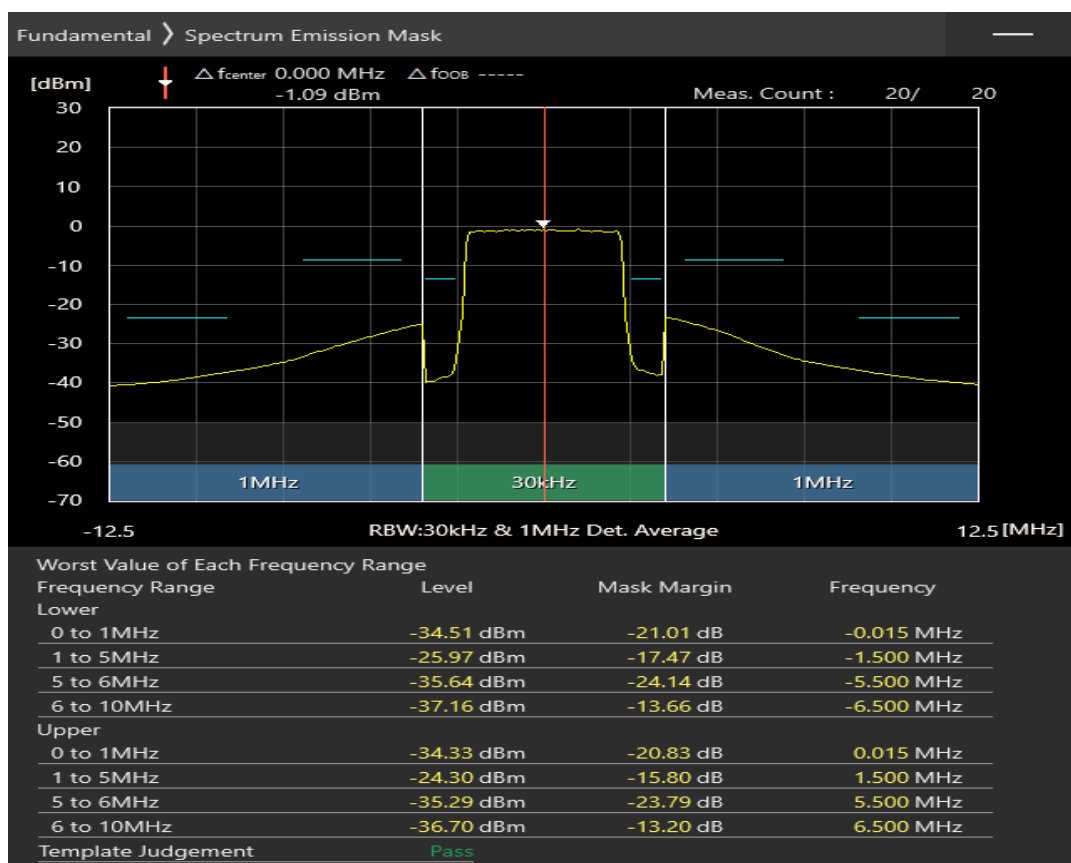 Fundamental ❯ Spectrum Emission Mask
△ fcenter 0.000 MHz △ fOOB -----
[dBm] -1.09 dBm Meas. Count : 20/ 20
30
20
10
0
-10
-20
-30
-40
-50
-60
1MHz 30kHz 1MHz
-70
-12.5 RBW:30kHz & 1MHz Det. Average 12.5 [MHz]
Worst Value of Each Frequency Range
Frequency Range Level Mask Margin Frequency
Lower
0 to 1MHz -34.51 dBm -21.01 dB -0.015 MHz
1 to 5MHz -25.97 dBm -17.47 dB -1.500 MHz
5 to 6MHz -35.64 dBm -24.14 dB -5.500 MHz
6 to 10MHz -37.16 dBm -13.66 dB -6.500 MHz
Upper
0 to 1MHz -34.33 dBm -20.83 dB 0.015 MHz
1 to 5MHz -24.30 dBm -15.80 dB 1.500 MHz
5 to 6MHz -35.29 dBm -23.79 dB 5.500 MHz
6 to 10MHz -36.70 dBm -13.20 dB 6.500 MHz
Template Judgement Pass